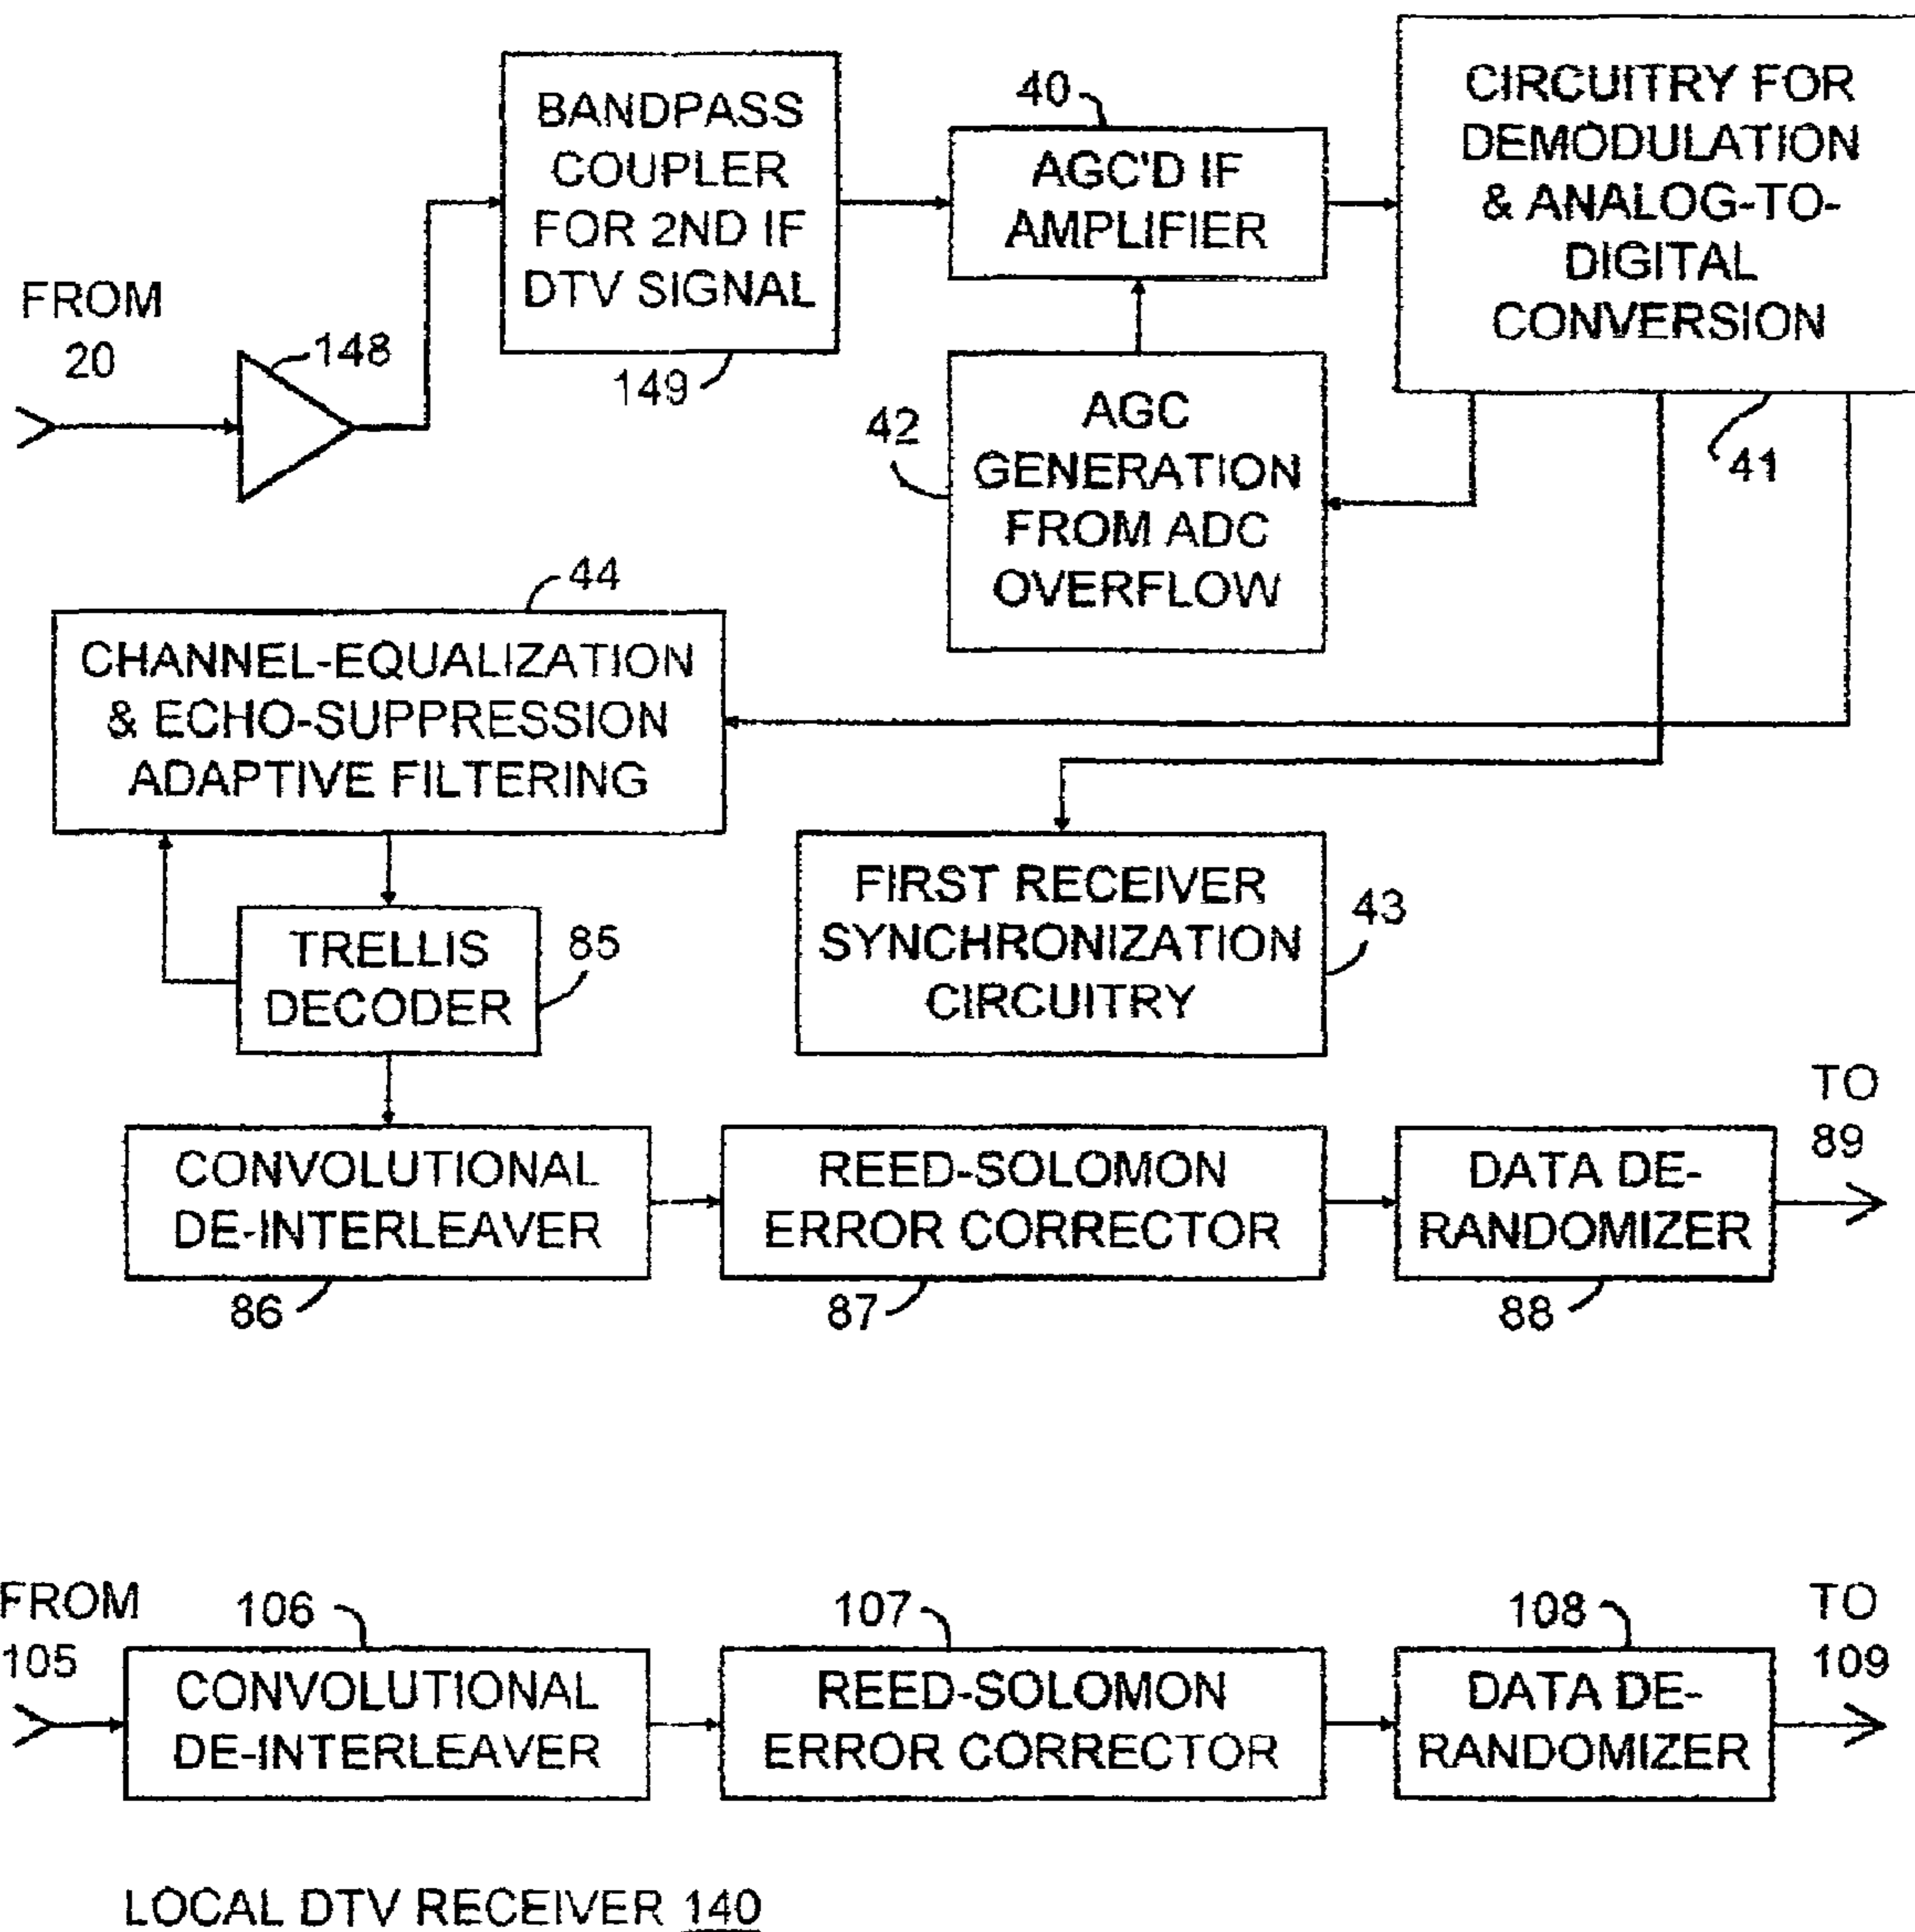 FROM
20
148
BANDPASS
COUPLER
FOR 2ND IF
DTV SIGNAL
149
40
AGC'D IF
AMPLIFIER
CIRCUITRY FOR
DEMODULATION
& ANALOG-TO-
DIGITAL
CONVERSION
41
42
AGC
GENERATION
FROM ADC
OVERFLOW
44
CHANNEL-EQUALIZATION
& ECHO-SUPPRESSION
ADAPTIVE FILTERING
FIRST RECEIVER
SYNCHRONIZATION
CIRCUITRY
43
TRELLIS
DECODER
85
CONVOLUTIONAL
DE-INTERLEAVER
86
REED-SOLOMON
ERROR CORRECTOR
87
DATA DE-
RANDOMIZER
88
TO
89
FROM
105
106
CONVOLUTIONAL
DE-INTERLEAVER
107
REED-SOLOMON
ERROR CORRECTOR
108
DATA DE-
RANDOMIZER
TO
109
LOCAL DTV RECEIVER 140